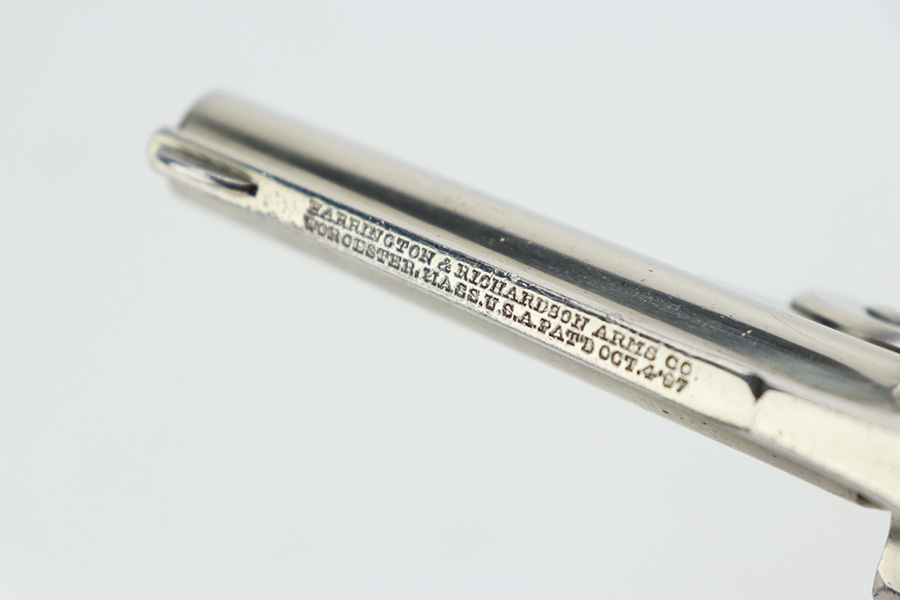 HARRINGTON & RICHARDSON ARMS CO.
WORCESTER, MASS. U.S.A. PAT'D OCT. 4 '87